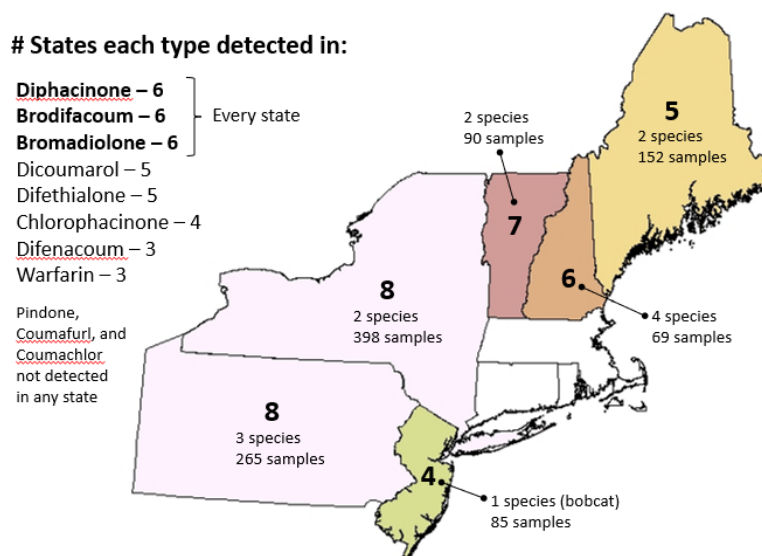 # States each type detected in:
Diphacinone – 6
Brodifacoum – 6
Bromadiolone – 6
Every state
Dicoumarol – 5
Difethialone – 5
Chlorophacinone – 4
Difenacoum – 3
Warfarin – 3
Pindone,
Coumafurl, and
Coumachlor
not detected
in any state
5
2 species
152 samples
2 species
90 samples
7
6
4 species
69 samples
8
2 species
398 samples
8
3 species
265 samples
4
1 species (bobcat)
85 samples